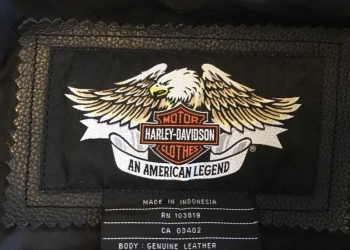 MOTOR
HARLEY-DAVIDSON
CLOTHES
AN AMERICAN LEGEND
®
MADE IN INDONESIA
RN 103819
CA 03402
BODY: GENUINE LEATHER